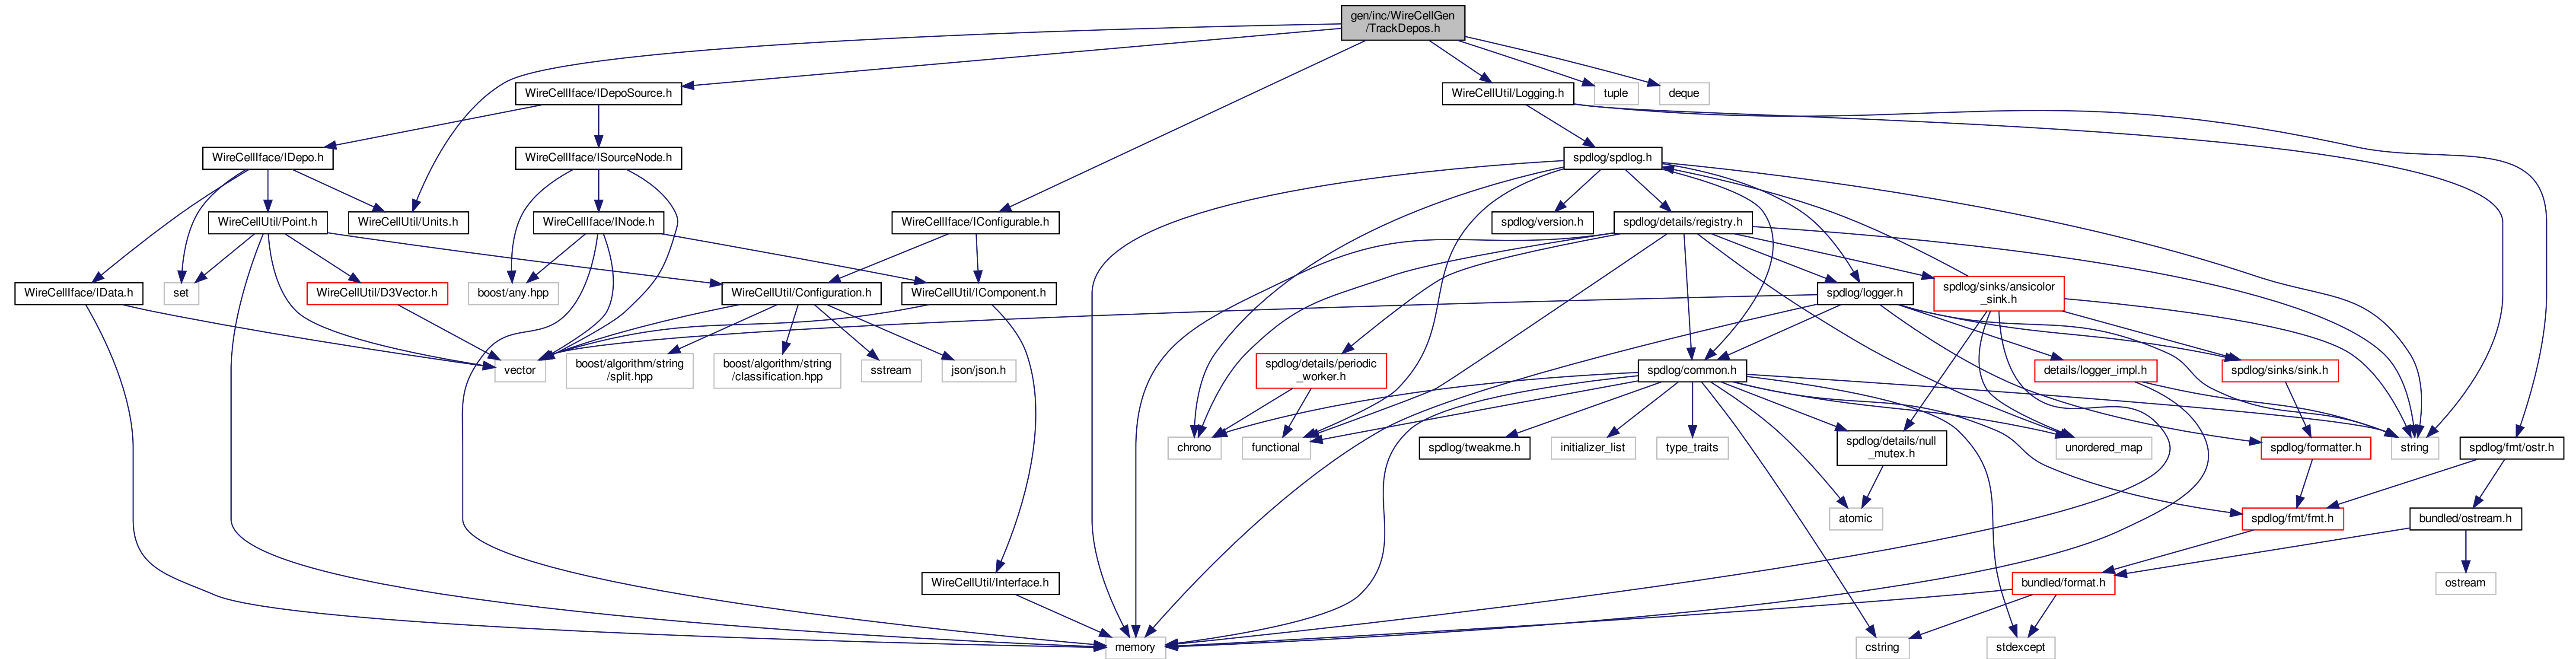 gen/inc/WireCellGen
/TrackDepos.h
WireCellIface/IDepoSource.h
WireCellUtil/Logging.h
tuple
deque
WireCellIface/IDepo.h
WireCellIface/ISourceNode.h
spdlog/spdlog.h
WireCellUtil/Point.h
WireCellUtil/Units.h
WireCellIface/INode.h
WireCellIface/IConfigurable.h
spdlog/version.h
spdlog/details/registry.h
WireCellIface/IData.h
set
WireCellUtil/D3Vector.h
boost/any.hpp
WireCellUtil/Configuration.h
WireCellUtil/IComponent.h
spdlog/logger.h
spdlog/sinks/ansicolor
_sink.h
vector
boost/algorithm/string
/split.hpp
boost/algorithm/string
/classification.hpp
sstream
json/json.h
spdlog/details/periodic
_worker.h
spdlog/common.h
details/logger_impl.h
spdlog/sinks/sink.h
chrono
functional
spdlog/tweakme.h
initializer_list
type_traits
spdlog/details/null
_mutex.h
unordered_map
spdlog/formatter.h
string
spdlog/fmt/ostr.h
atomic
spdlog/fmt/fmt.h
bundled/ostream.h
WireCellUtil/Interface.h
bundled/format.h
ostream
memory
cstring
stdexcept